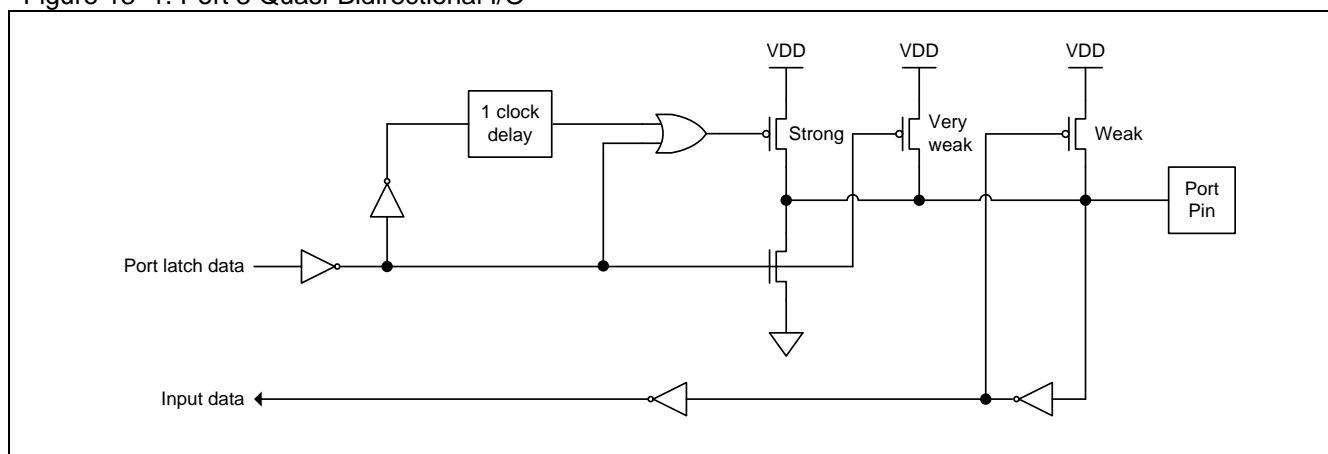 Figure 13–1. Port 3 Quasi-Bidirectional I/O
VDD
VDD
VDD
1 clock
delay
Strong
Very
weak
Weak
Port
Pin
Port latch data
Input data